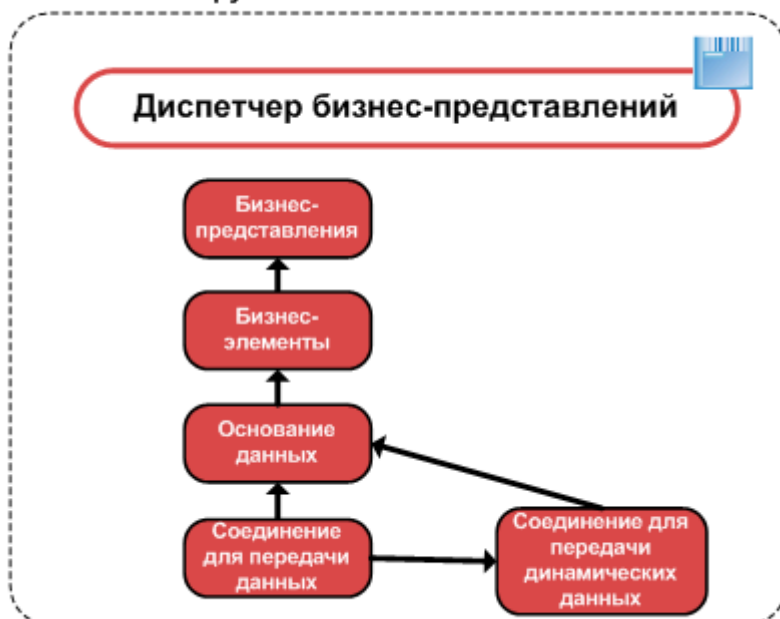 Диспетчер бизнес-представлений
Бизнес-
представления
Бизнес-
элементы
Основание
данных
Соединение
для передачи
данных
Соединение для
передачи
динамических
данных